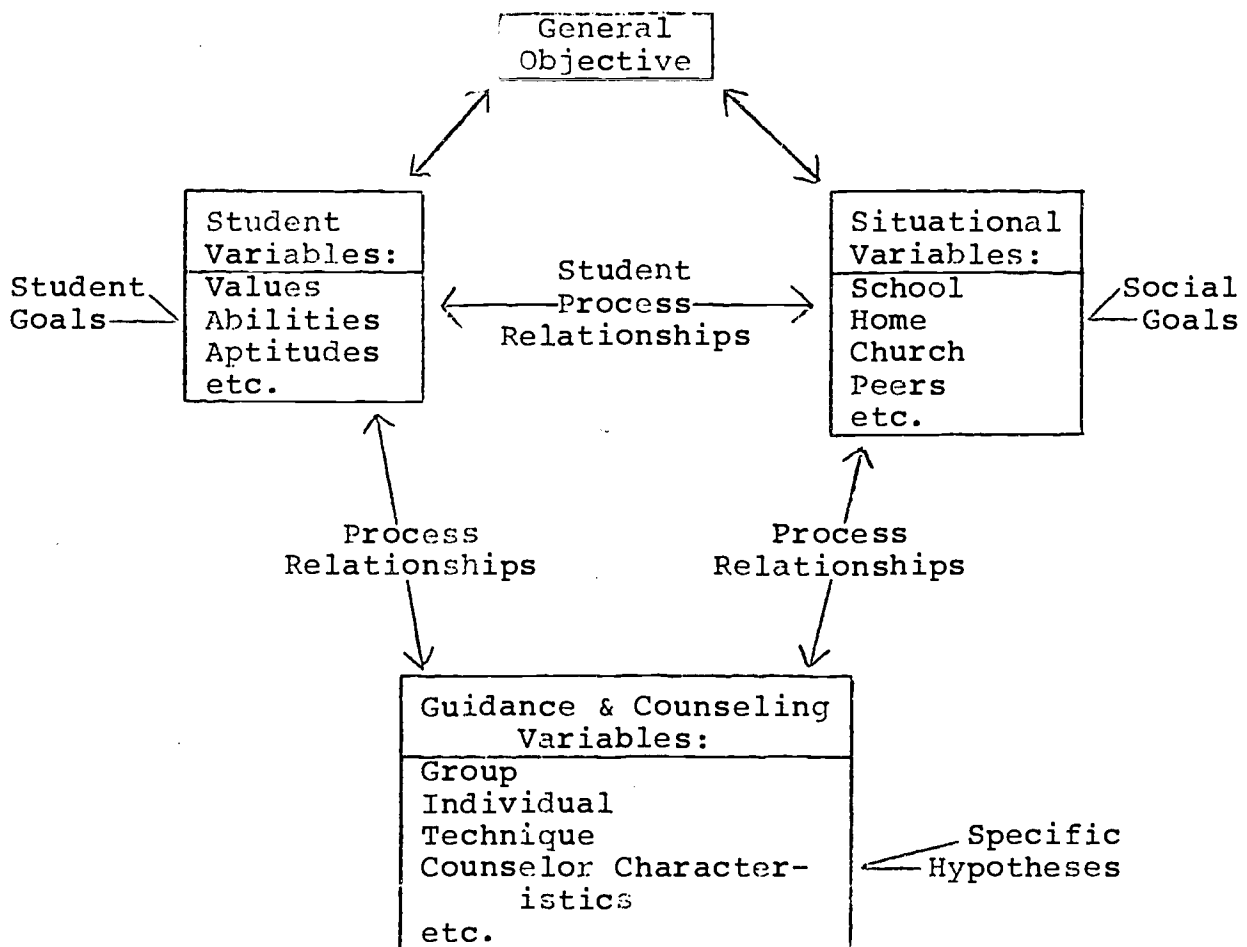 General
Objective
Student
Variables:
Values
Abilities
Aptitudes
etc.
Student
Goals
Student
Process
Relationships
Situational
Variables:
School
Home
Church
Peers
etc.
Social
Goals
Process
Relationships
Process
Relationships
Guidance & Counseling
Variables:
Group
Individual
Technique
Counselor Character-
istics
etc.
Specific
Hypotheses